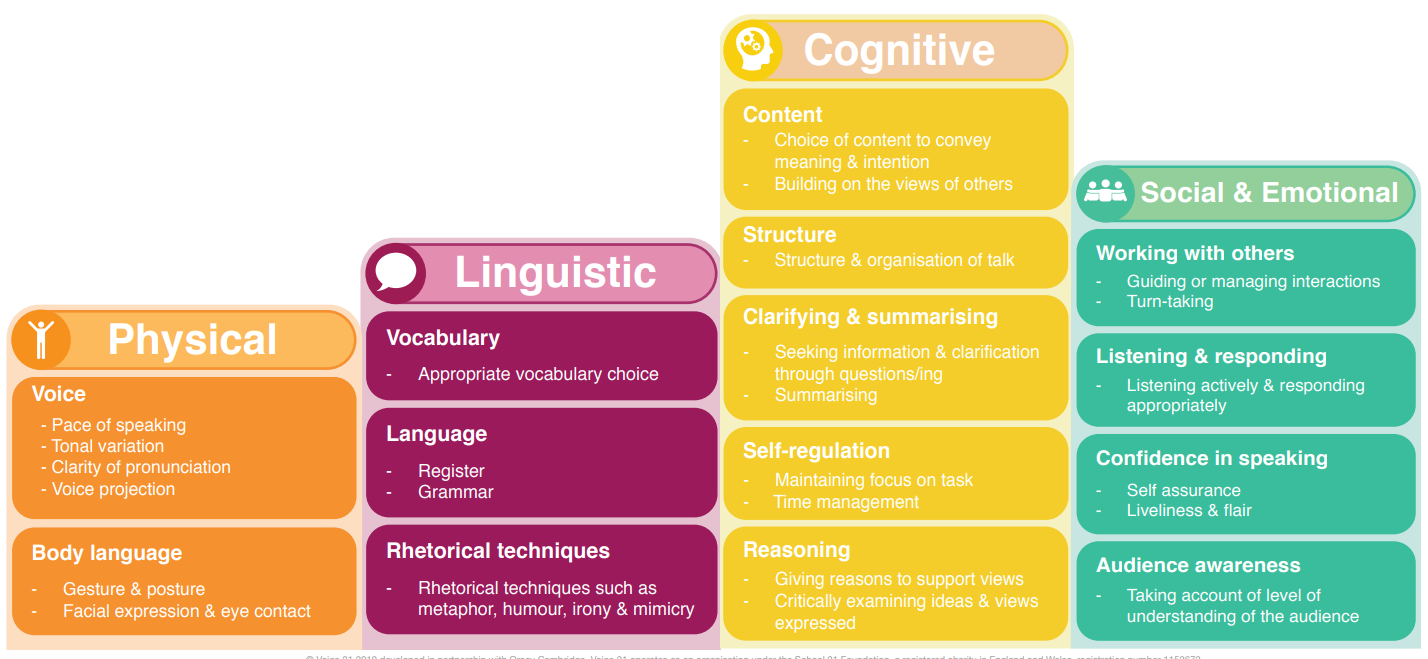 Physical
Voice
- Pace of speaking
- Tonal variation
- Clarity of pronunciation
- Voice projection
Body language
- Gesture & posture
- Facial expression & eye contact
Linguistic
Vocabulary
- Appropriate vocabulary choice
Language
- Register
- Grammar
Rhetorical techniques
- Rhetorical techniques such as
metaphor, humour, irony & mimicry
Cognitive
Content
- Choice of content to convey
meaning & intention
- Building on the views of others
Structure
- Structure & organisation of talk
Clarifying & summarising
- Seeking information & clarification
through questions/ing
- Summarising
Self-regulation
- Maintaining focus on task
- Time management
Reasoning
- Giving reasons to support views
- Critically examining ideas & views
expressed
Social & Emotional
Working with others
- Guiding or managing interactions
- Turn-taking
Listening & responding
- Listening actively & responding
appropriately
Confidence in speaking
- Self assurance
- Liveliness & flair
Audience awareness
- Taking account of level of
understanding of the audience